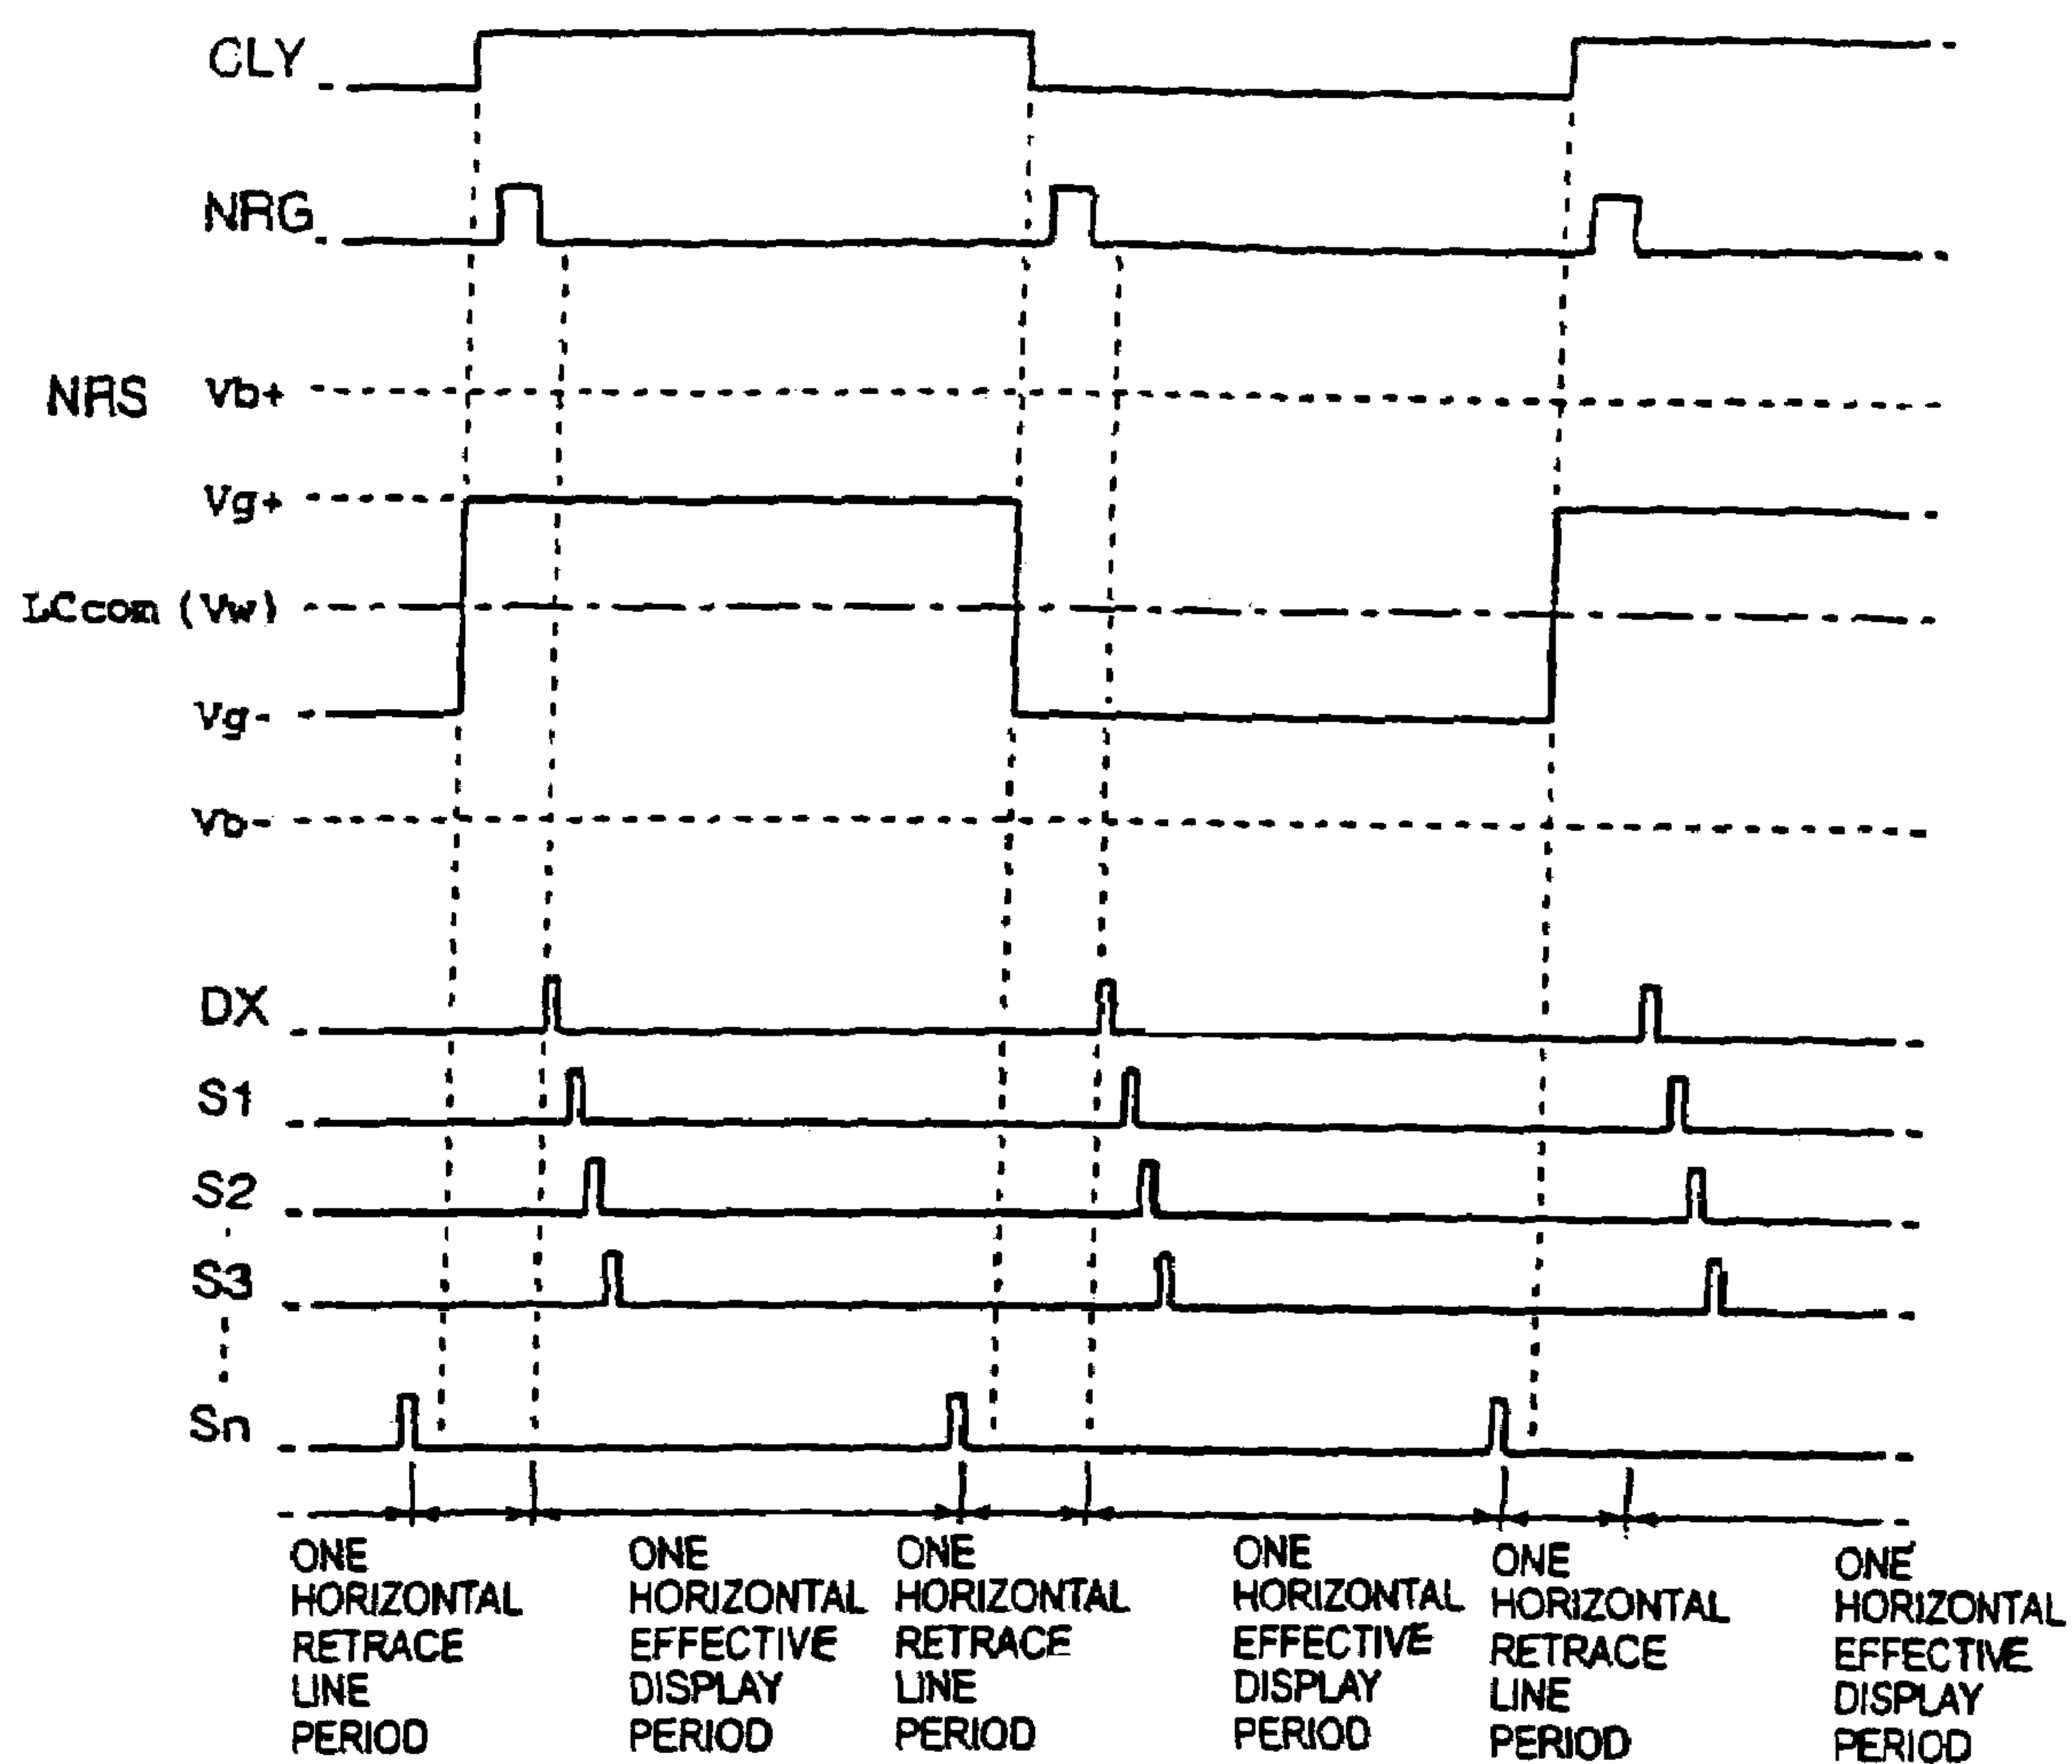 CLY
NRG
NRS Vb+
Vg+
LCcom (Vw)
Vg-
Vb-
DX
S1
S2
S3
Sn
ONE
HORIZONTAL
RETRACE
LINE
PERIOD
ONE
HORIZONTAL
EFFECTIVE
DISPLAY
PERIOD
ONE
HORIZONTAL
RETRACE
LINE
PERIOD
ONE
HORIZONTAL
EFFECTIVE
DISPLAY
PERIOD
ONE
HORIZONTAL
RETRACE
LINE
PERIOD
ONE
HORIZONTAL
EFFECTIVE
DISPLAY
PERIOD